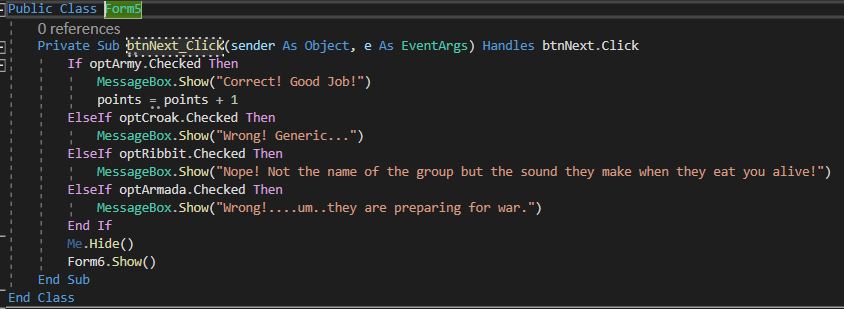 Public Class Form5
0 references
Private Sub btnNext_Click(sender As Object, e As EventArgs) Handles btnNext.Click
If optArmy.Checked Then
MessageBox.Show("Correct! Good Job!")
points = points + 1
ElseIf optCroak.Checked Then
MessageBox.Show("Wrong! Generic...")
ElseIf optRibbit.Checked Then
MessageBox.Show("Nope! Not the name of the group but the sound they make when they eat you alive!")
ElseIf optArmada.Checked Then
MessageBox.Show("Wrong!....um..they are preparing for war.")
End If
Me.Hide()
Form6.Show()
End Sub
End Class